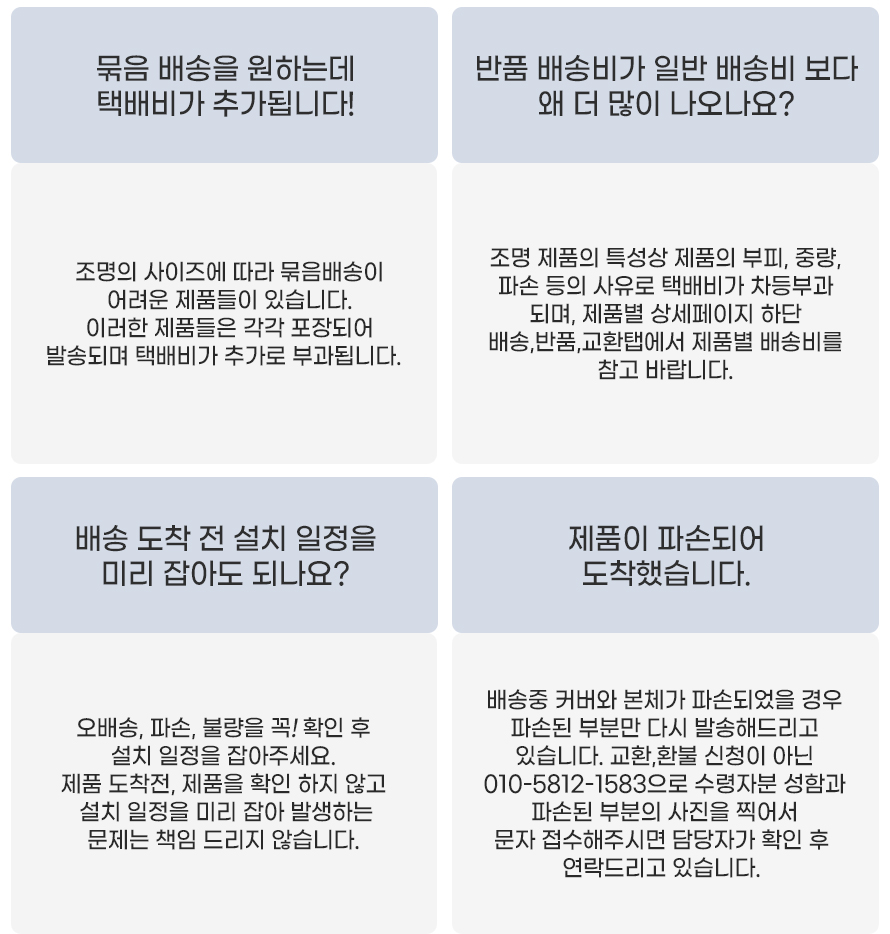 묶음 배송을 원하는데
택배비가 추가됩니다!
조명의 사이즈에 따라 묶음배송이
어려운 제품들이 있습니다.
이러한 제품들은 각각 포장되어
발송되며 택배비가 추가로 부과됩니다.
반품 배송비가 일반 배송비 보다
왜 더 많이 나오나요?
조명 제품의 특성상 제품의 부피, 중량,
파손 등의 사유로 택배비가 차등부과
되며, 제품별 상세페이지 하단
배송,반품,교환탭에서 제품별 배송비를
참고 바랍니다.
배송 도착 전 설치 일정을
미리 잡아도 되나요?
오배송, 파손, 불량을 꼭! 확인 후
설치 일정을 잡아주세요.
제품 도착전, 제품을 확인 하지 않고
설치 일정을 미리 잡아 발생하는
문제는 책임 드리지 않습니다.
제품이 파손되어
도착했습니다.
배송중 커버와 본체가 파손되었을 경우
파손된 부분만 다시 발송해드리고
있습니다. 교환,환불 신청이 아닌
010-5812-1583으로 수령자분 성함과
파손된 부분의 사진을 찍어서
문자 접수해주시면 담당자가 확인 후
연락드리고 있습니다.